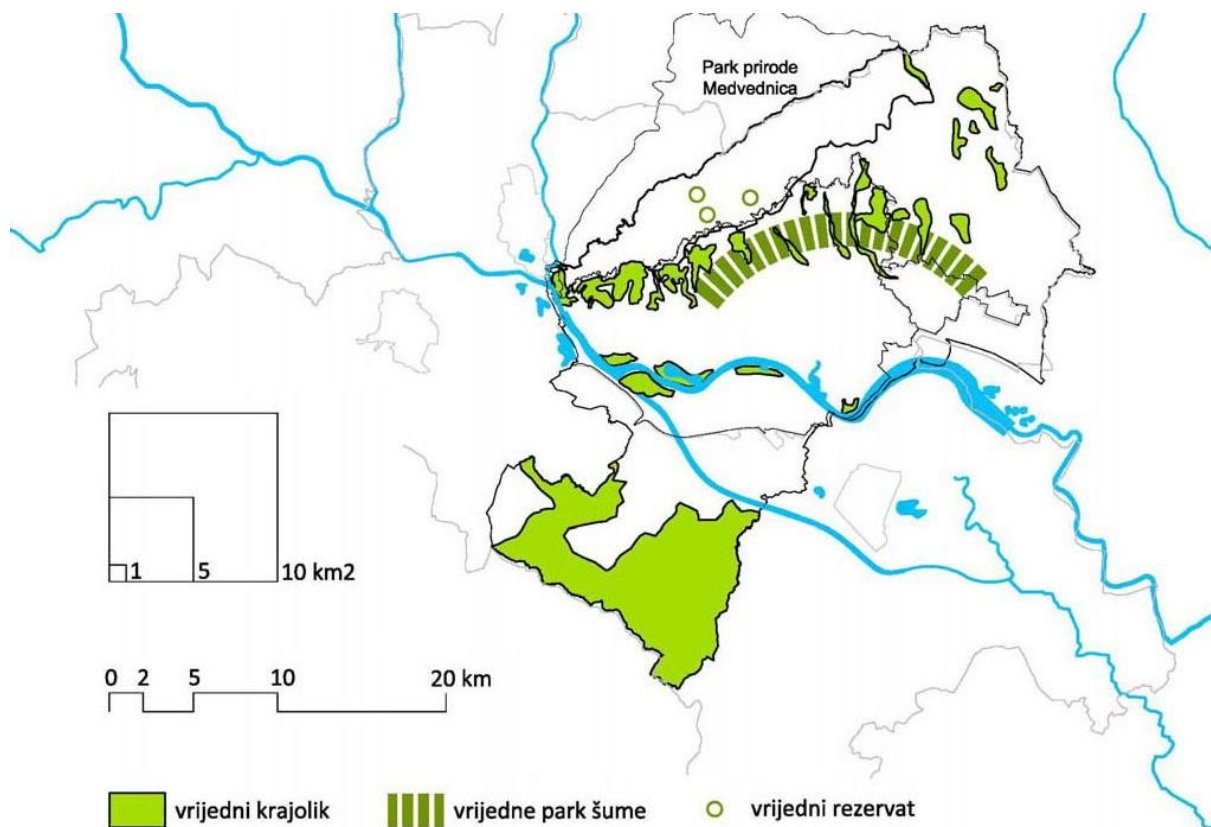 Park prirode
Medvednica
1 5 10 km2
0 2 5 10 20 km
vrijedni krajolik vrijedne park šume vrijedni rezervat